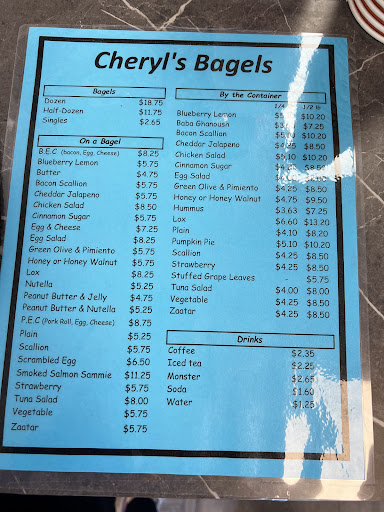 Cheryl's Bagels
Bagels
Dozen $18.75
Half-Dozen $11.75
Singles $2.65
On a Bagel
B.E.C (bacon, Egg, Cheese) $8.25
Blueberry Lemon $5.75
Butter $4.75
Bacon Scallion $5.75
Cheddar Jalapeno $5.75
Chicken Salad $8.50
Cinnamon Sugar $5.75
Egg & Cheese $7.25
Egg Salad $8.25
Green Olive & Pimiento $5.75
Honey or Honey Walnut $5.75
Lox $8.25
Nutella $5.25
Peanut Butter & Jelly $4.75
Peanut Butter & Nutella $5.25
P.E.C (Pork Roll, Egg, Cheese) $8.75
Plain $5.25
Scallion $5.75
Scrambled Egg $6.50
Smoked Salmon Sammie $11.25
Strawberry $5.75
Tuna Salad $8.00
Vegetable $5.75
Zaatar $5.75
By the Container
1/2 lb
Blueberry Lemon $10.20
Baba Ghanoush $7.25
Bacon Scallion $10.20
Cheddar Jalapeno $8.50
Chicken Salad $5.10 $10.20
Cinnamon Sugar $4.25 $8.50
Egg Salad
Green Olive & Pimiento $4.25 $8.50
Honey or Honey Walnut $4.75 $9.50
Hummus $3.63 $7.25
Lox $6.60 $13.20
Plain $4.10 $8.20
Pumpkin Pie $5.10 $10.20
Scallion $4.25 $8.50
Strawberry $4.25 $8.50
Stuffed Grape Leaves - $5.75
Tuna Salad $4.00 $8.00
Vegetable $4.25 $8.50
Zaatar $4.25 $8.50
Drinks
Coffee $2.35
Iced tea $2.25
Monster $2.65
Soda $1.60
Water $1.25